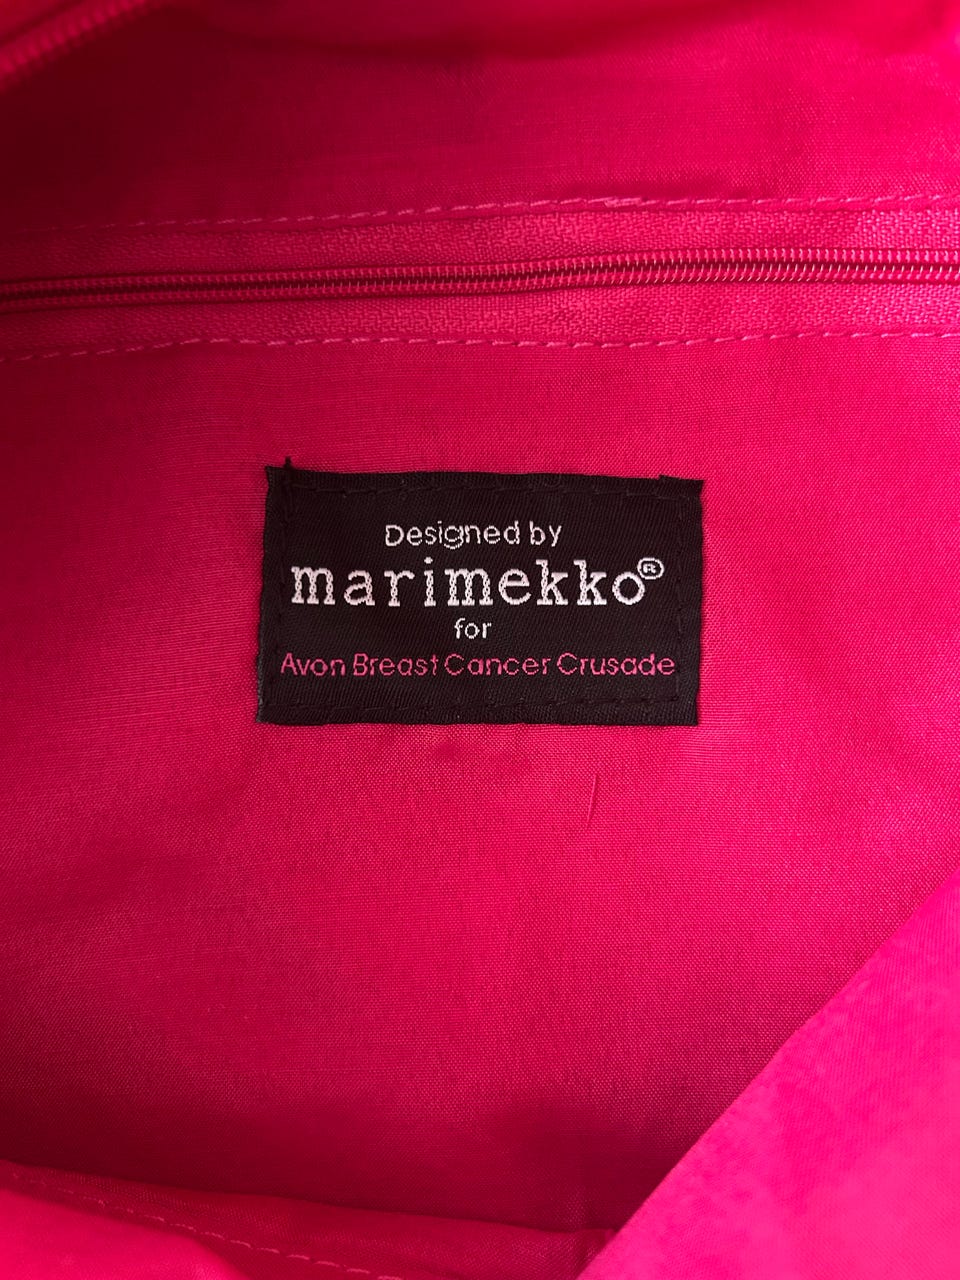 Designed by
marimekko®
for
Avon Breast Cancer Crusade